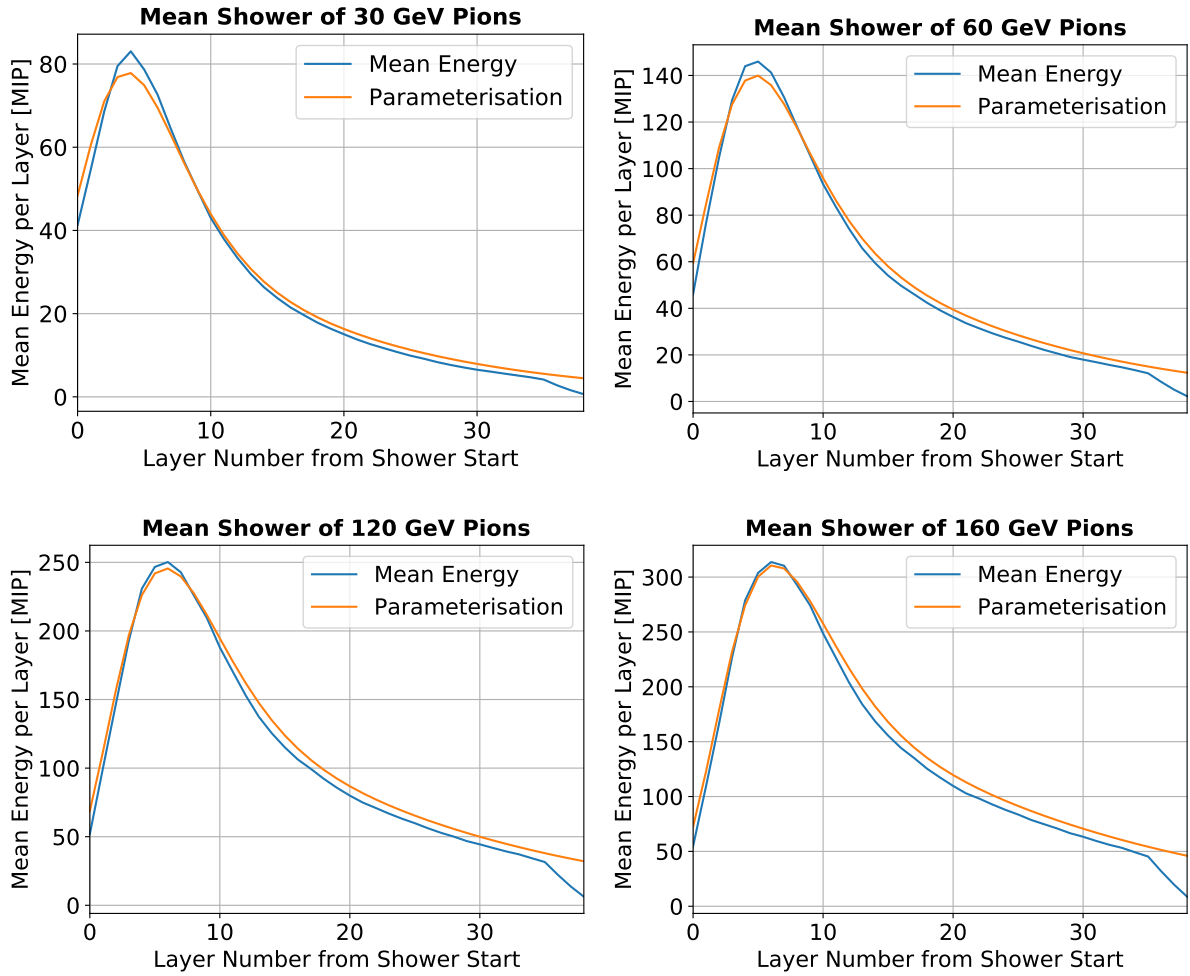 Mean Shower of 30 GeV Pions
Mean Energy per Layer [MIP]
80
60
40
20
0
Mean Energy
Parameterisation
0 10 20 30
Layer Number from Shower Start
Mean Shower of 60 GeV Pions
Mean Energy per Layer [MIP]
140
120
100
80
60
40
20
0
Mean Energy
Parameterisation
0 10 20 30
Layer Number from Shower Start
Mean Shower of 120 GeV Pions
Mean Energy per Layer [MIP]
250
200
150
100
50
0
Mean Energy
Parameterisation
0 10 20 30
Layer Number from Shower Start
Mean Shower of 160 GeV Pions
Mean Energy per Layer [MIP]
300
250
200
150
100
50
0
Mean Energy
Parameterisation
0 10 20 30
Layer Number from Shower Start